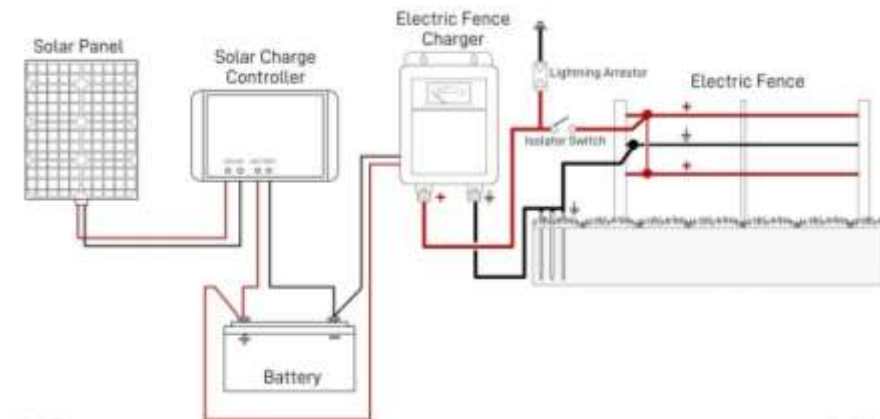 Electric Fence
Charger
Solar Panel
Solar Charge
Controller
Lightning Arrestor
Electric Fence
+
Isolator Switch
+
+
Battery